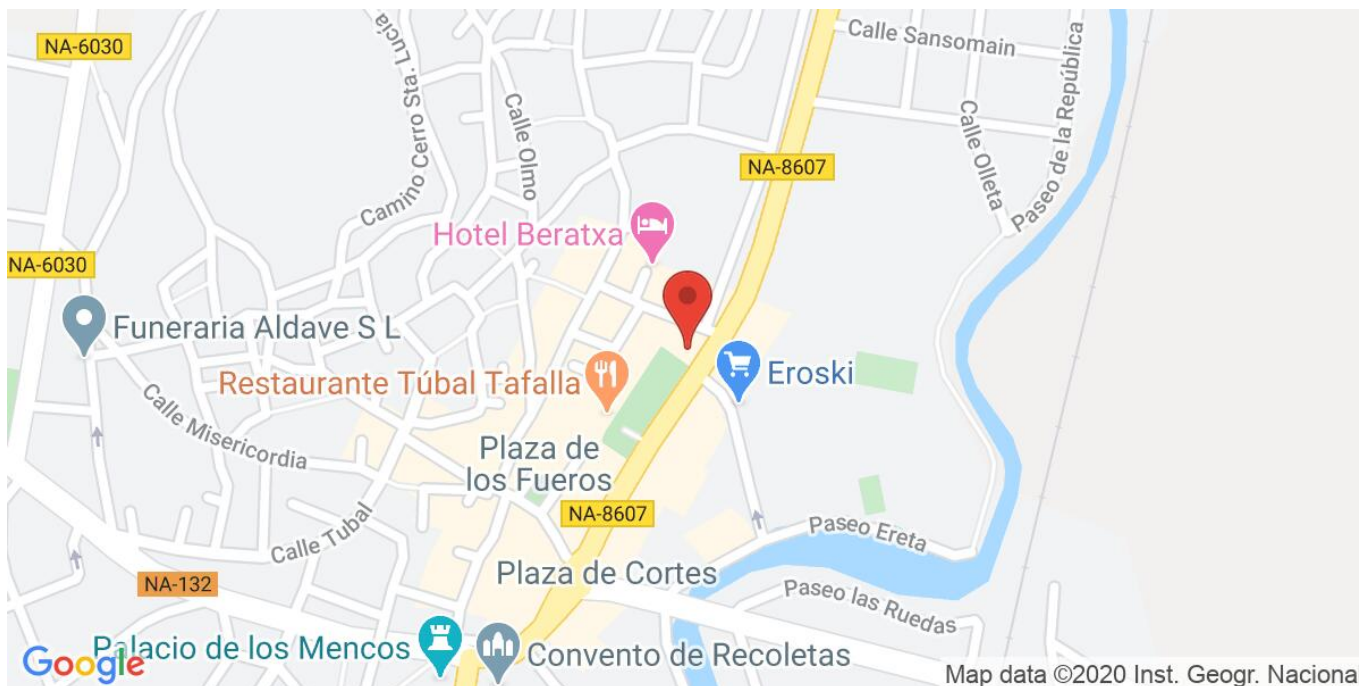 NA-6030
Calle Sansomain
Camino Cerro Sta. Lucía
Calle Olmo
Calle Olleta
Paseo de la República
NA-8607
Hotel Beratxa
NA-6030
Funeraria Aldave S L
Restaurante Túbal Tafalla
Eroski
Calle Misericordia
Plaza de
los Fueros
NA-8607
Paseo Ereta
Calle Tubal
NA-132
Plaza de Cortes
Paseo las Ruedas
Palacio de los Mencos
Convento de Recoletas
Google
Map data ©2020 Inst. Geogr. Naciona